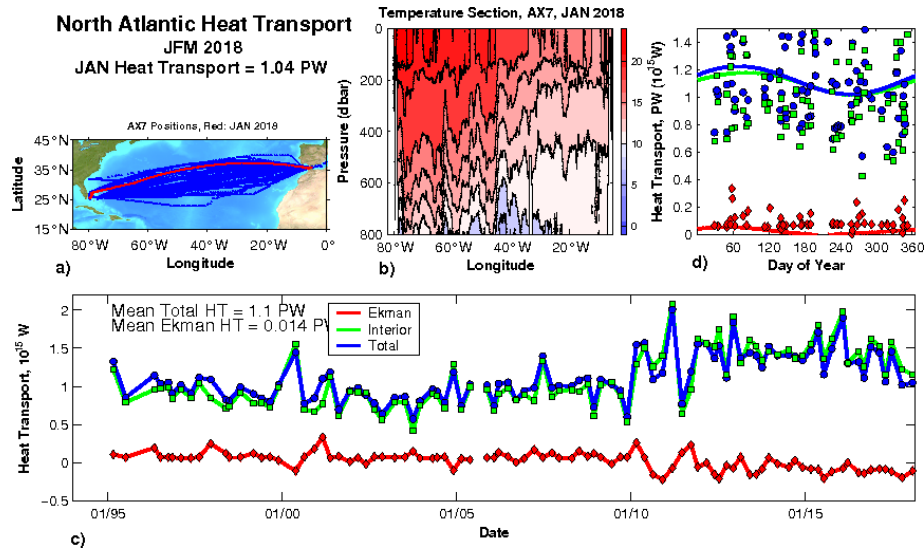 North Atlantic Heat Transport
JFM 2018
JAN Heat Transport = 1.04 PW
AX7 Positions, Red: JAN 2018
45°N
35°N
25°N
15°N
Latitude
80°W 60°W 40°W 20°W 0°
Longitude
a)
Temperature Section, AX7, JAN 2018
0
200
400
600
800
Pressure (dbar)
80°W 60°W 40°W 20°W
Longitude
b)
20
15
10
5
0
1.4
1.2
1
0.8
0.6
0.4
0.2
0
Heat Transport, PW (10¹⁵ W)
60 120 180 240 300 360
Day of Year
d)
Mean Total HT = 1.1 PW
Mean Ekman HT = 0.014 PW
Ekman
Interior
Total
2
1.5
1
0.5
0
−0.5
Heat Transport, 10¹⁵ W
01/95 01/00 01/05 01/10 01/15
Date
c)